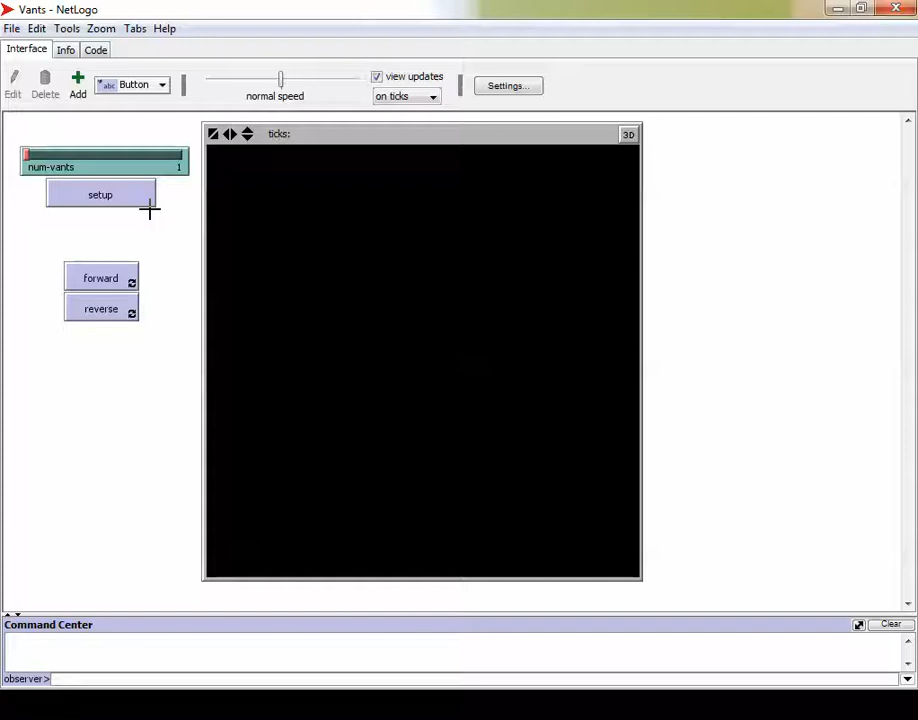 Vants - NetLogo
File Edit Tools Zoom Tabs Help
Interface Info Code
Edit Delete Add abc Button normal speed view updates on ticks Settings...
ticks: 3D
num-vants 1
setup
forward
reverse
Command Center Clear
observer>